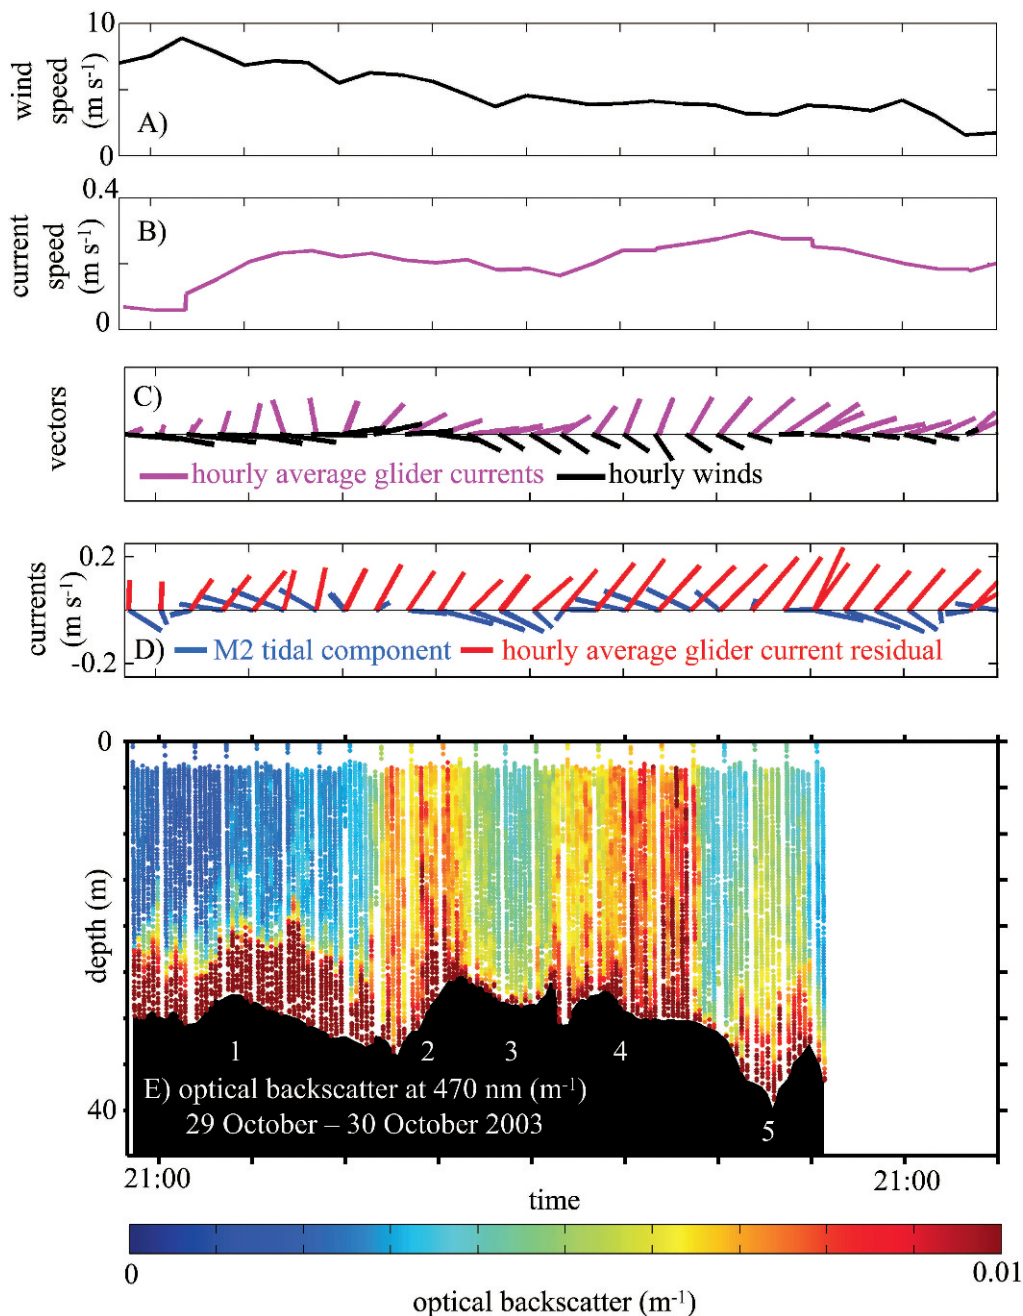 10
wind
speed
(m s⁻¹)
A)
0
0.4
current
speed
(m s⁻¹)
B)
0
vectors
C)
hourly average glider currents
hourly winds
0.2
currents
(m s⁻¹)
0
-0.2
D)
M2 tidal component
hourly average glider current residual
0
depth (m)
40
1
2
3
4
5
E) optical backscatter at 470 nm (m⁻¹)
29 October – 30 October 2003
21:00
21:00
time
0
0.01
optical backscatter (m⁻¹)